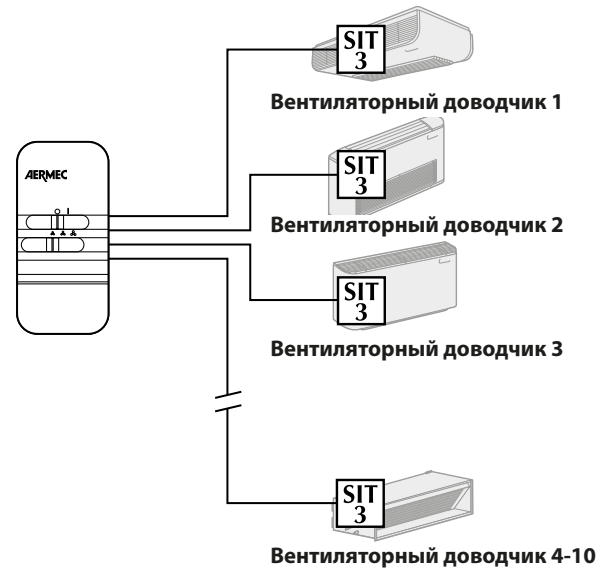 SIT
3
Вентиляторный доводчик 1
AERMEC
SIT
3
Вентиляторный доводчик 2
SIT
3
Вентиляторный доводчик 3
SIT
3
Вентиляторный доводчик 4-10